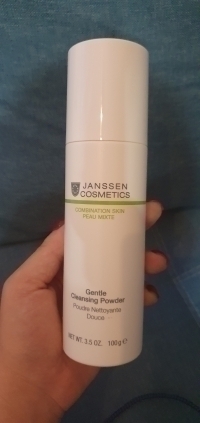 JANSSEN
COSMETICS
COMBINATION SKIN
PEAU MIXTE
Gentle
Cleansing Powder
Poudre Nettoyante
Douce
NET WT. 3.5 OZ. 100g e